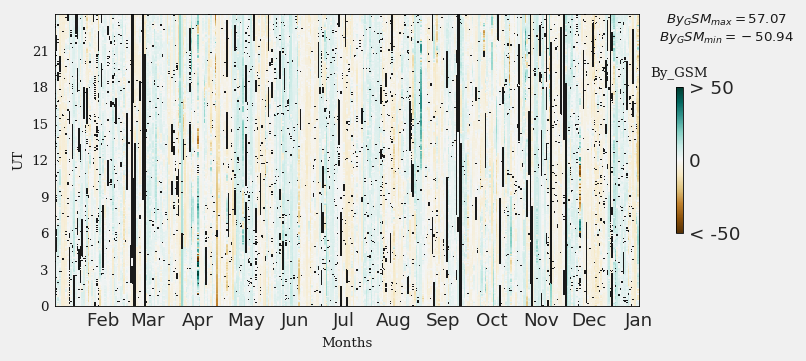 By_GSM_max = 57.07
By_GSM_min = −50.94
By_GSM
> 50
0
< -50
UT
21
18
15
12
9
6
3
0
Feb Mar Apr May Jun Jul Aug Sep Oct Nov Dec Jan
Months